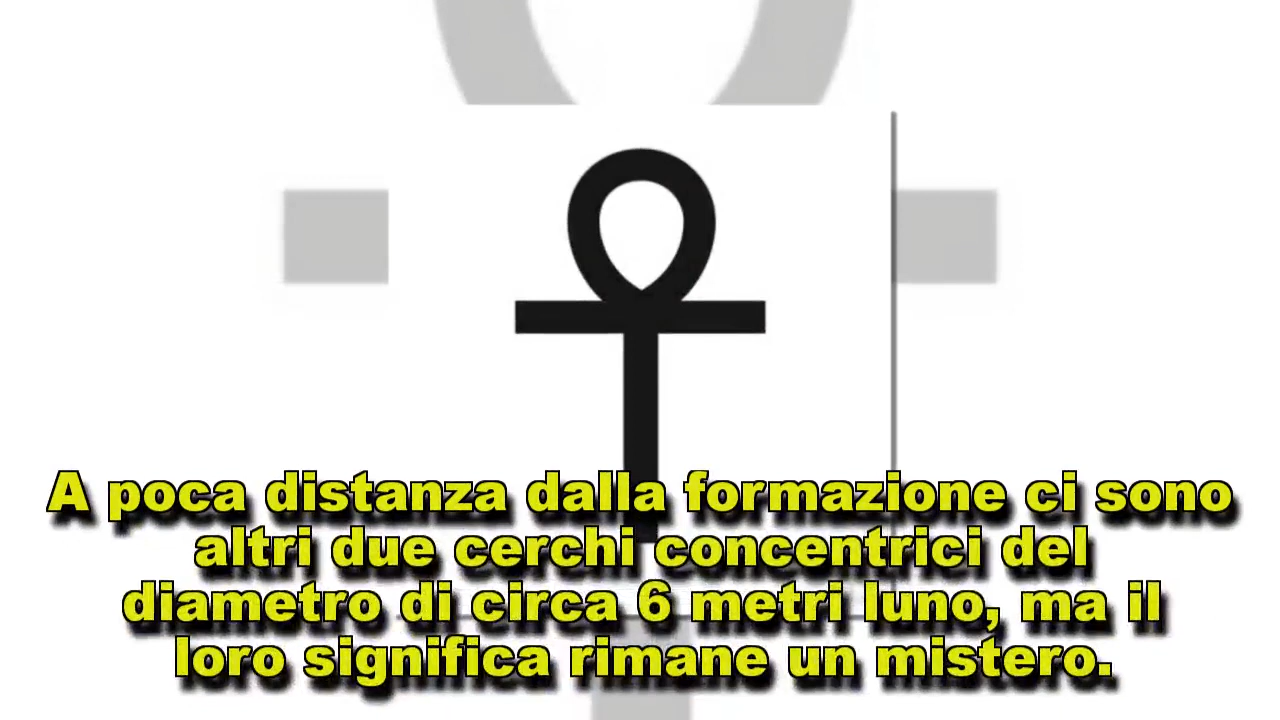 A poca distanza dalla formazione ci sono
altri due cerchi concentrici del
diametro di circa 6 metri luno, ma il
loro significa rimane un mistero.